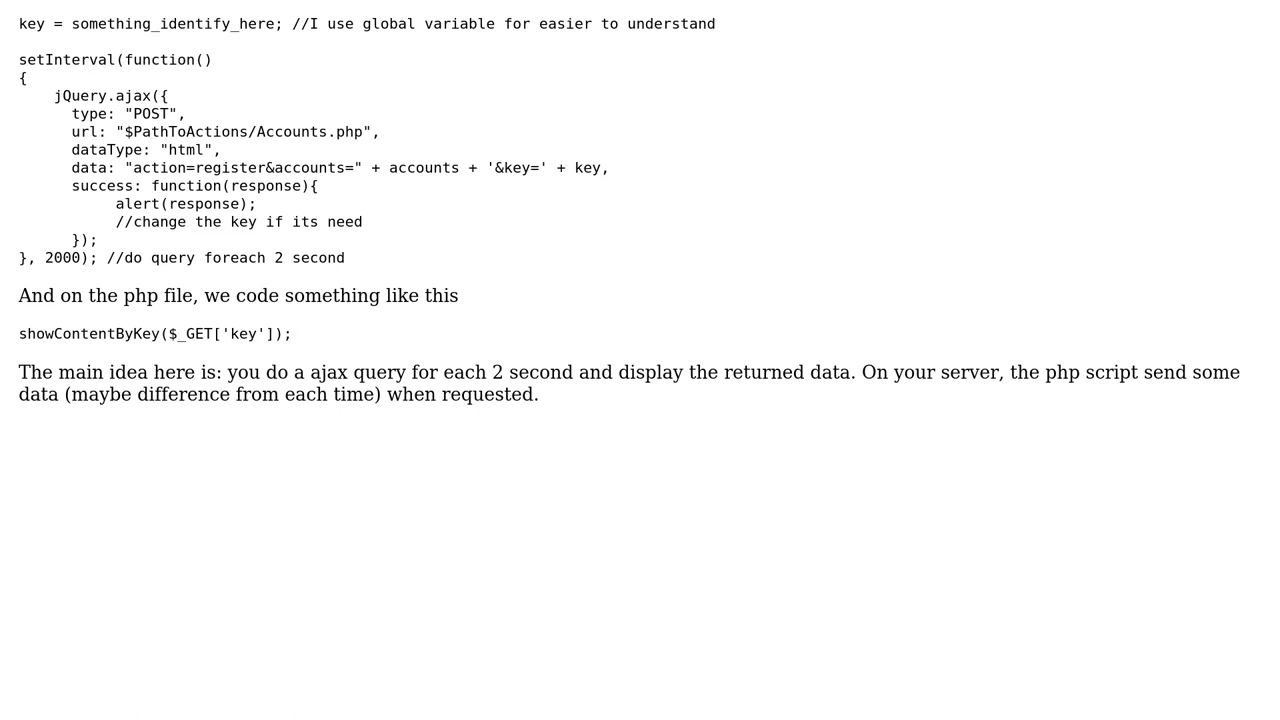 key = something_identify_here; //I use global variable for easier to understand

setInterval(function()
{
    jQuery.ajax({
      type: "POST",
      url: "$PathToActions/Accounts.php",
      dataType: "html",
      data: "action=register&accounts=" + accounts + '&key=' + key,
      success: function(response){
           alert(response);
           //change the key if its need
      });
}, 2000); //do query foreach 2 second
And on the php file, we code something like this
showContentByKey($_GET['key']);
The main idea here is: you do a ajax query for each 2 second and display the returned data. On your server, the php script send some
data (maybe difference from each time) when requested.